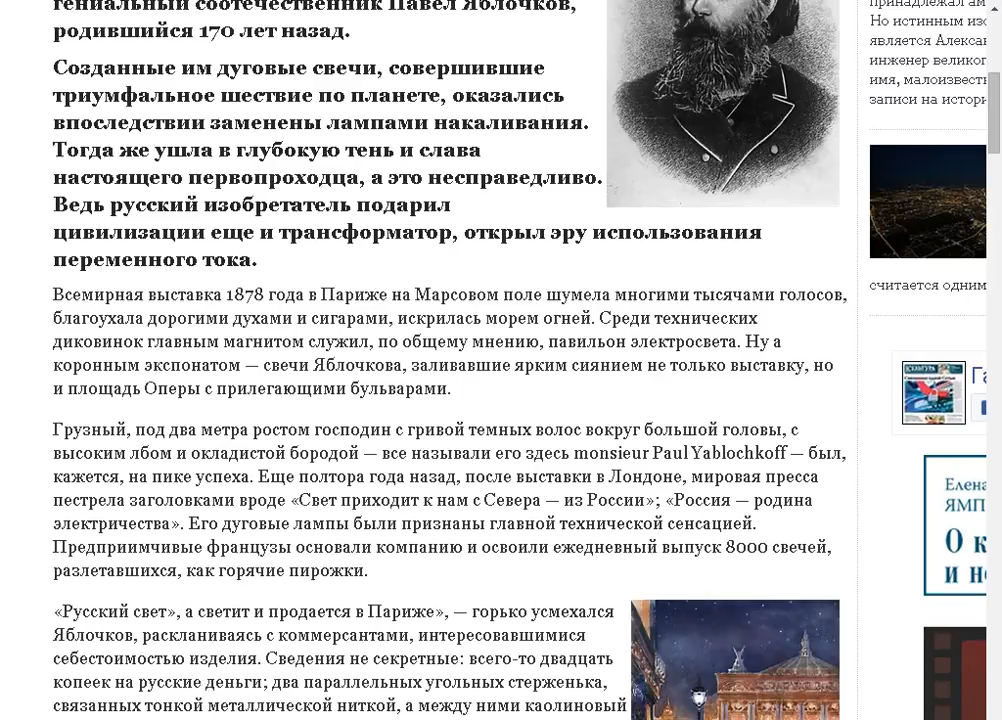 гениальный соотечественник Павел Яблочков,
родившийся 170 лет назад.
Созданные им дуговые свечи, совершившие
триумфальное шествие по планете, оказались
впоследствии заменены лампами накаливания.
Тогда же ушла в глубокую тень и слава
настоящего первопроходца, а это несправедливо.
Ведь русский изобретатель подарил
цивилизации еще и трансформатор, открыл эру использования
переменного тока.
Всемирная выставка 1878 года в Париже на Марсовом поле шумела многими тысячами голосов,
благоухала дорогими духами и сигарами, искрилась морем огней. Среди технических
диковинок главным магнитом служил, по общему мнению, павильон электросвета. Ну а
коронным экспонатом — свечи Яблочкова, заливавшие ярким сиянием не только выставку, но
и площадь Оперы с прилегающими бульварами.
Грузный, под два метра ростом господин с гривой темных волос вокруг большой головы, с
высоким лбом и окладистой бородой — все называли его здесь monsieur Paul Yablochkoff — был,
кажется, на пике успеха. Еще полтора года назад, после выставки в Лондоне, мировая пресса
пестрела заголовками вроде «Свет приходит к нам с Севера — из России»; «Россия — родина
электричества». Его дуговые лампы были признаны главной технической сенсацией.
Предприимчивые французы основали компанию и освоили ежедневный выпуск 8000 свечей,
разлетавшихся, как горячие пирожки.
«Русский свет», а светит и продается в Париже», — горько усмехался
Яблочков, раскланиваясь с коммерсантами, интересовавшимися
себестоимостью изделия. Сведения не секретные: всего-то двадцать
копеек на русские деньги; два параллельных угольных стерженька,
связанных тонкой металлической ниткой, а между ними каолиновый
принадлежал ам
Но истинным изо
является Алексан
инженер великог
имя, малоизвестн
записи на истори
считается одним
Га
Елена
ЯМП
О к
и н